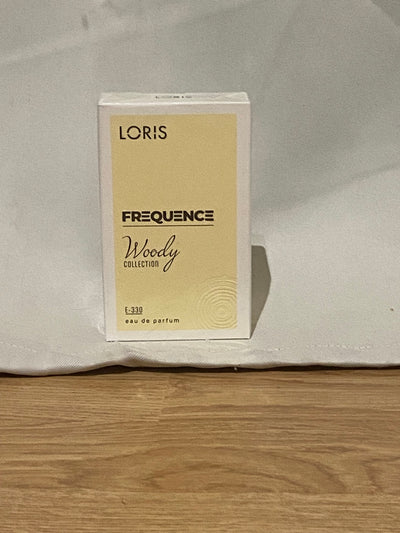 LORIS
FREQUENCE
Woody
COLLECTION
E-330
eau de parfum